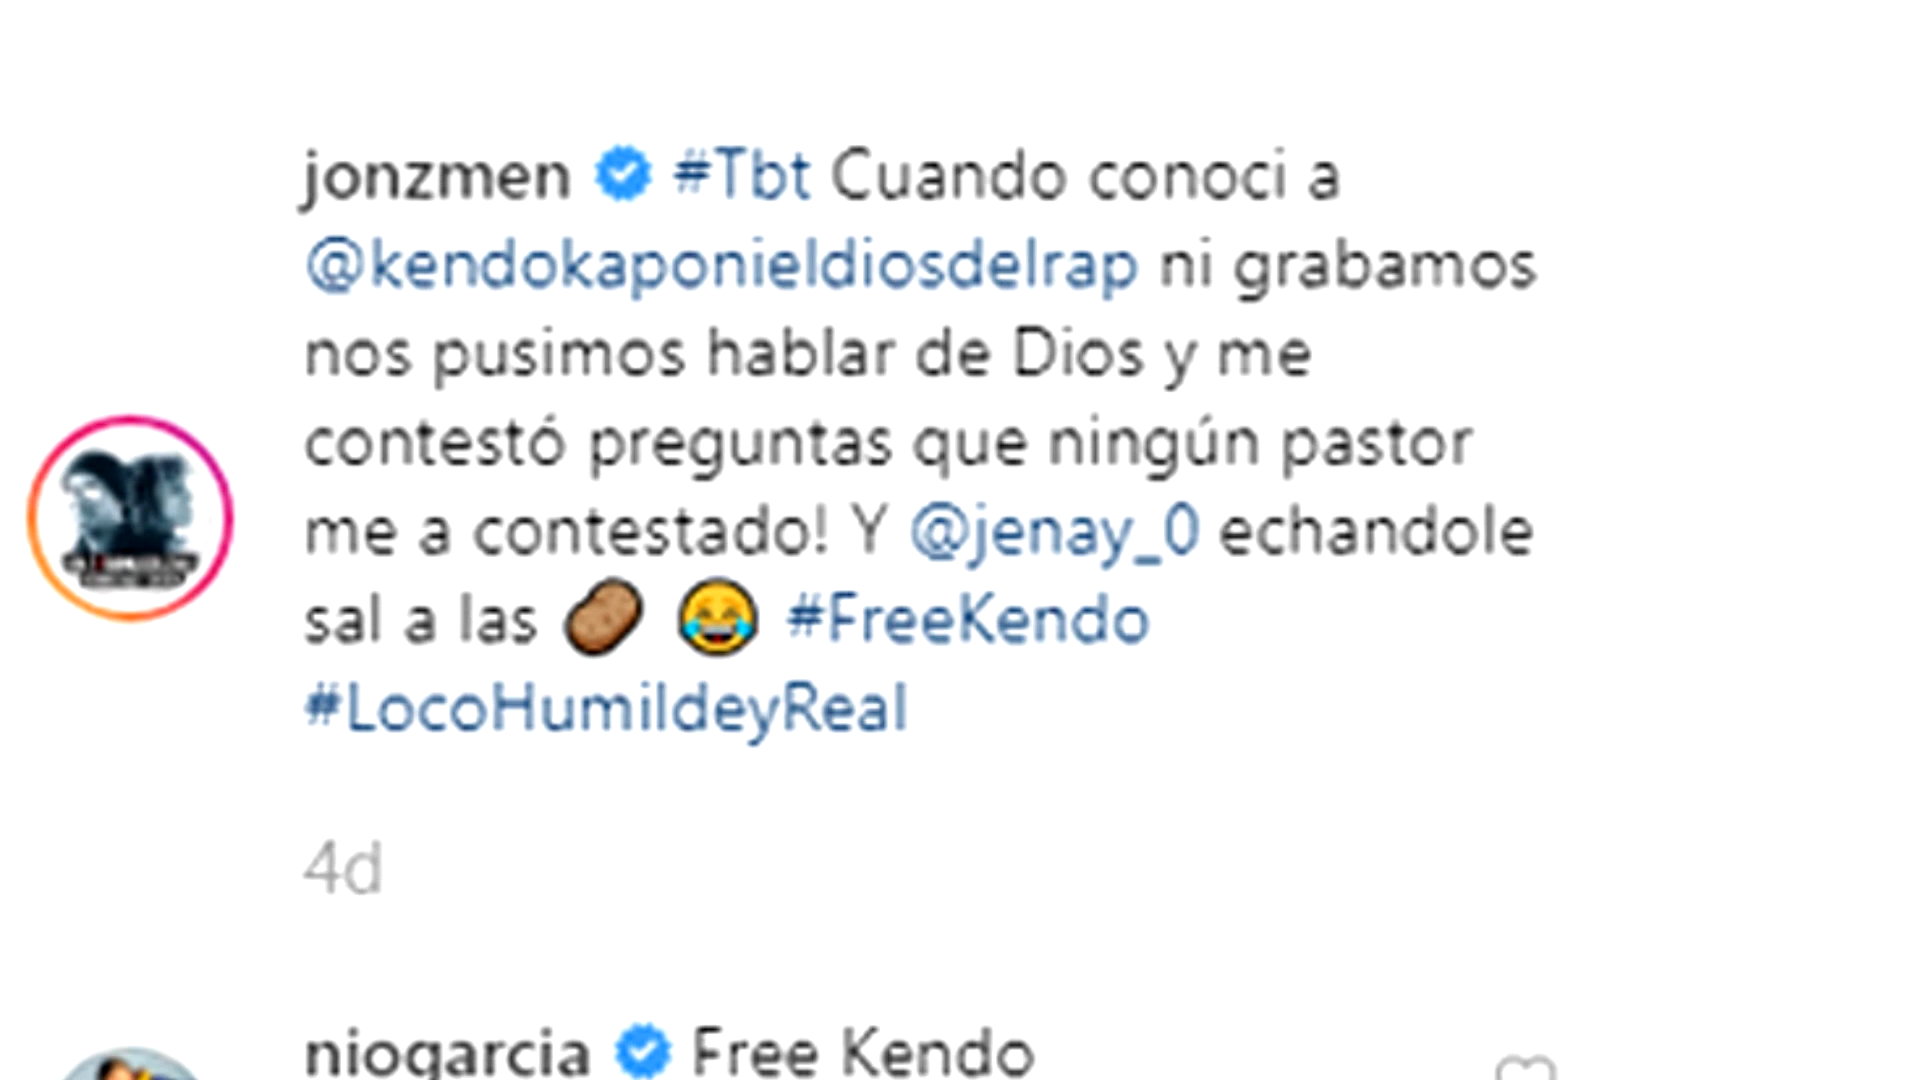 jonzmen #Tbt Cuando conoci a
@kendokaponieldiosdelrap ni grabamos
nos pusimos hablar de Dios y me
contestó preguntas que ningún pastor
me a contestado! Y @jenay_0 echandole
sal a las 🥔 😂 #FreeKendo
#LocoHumildeyReal
4d
niogarcia Free Kendo